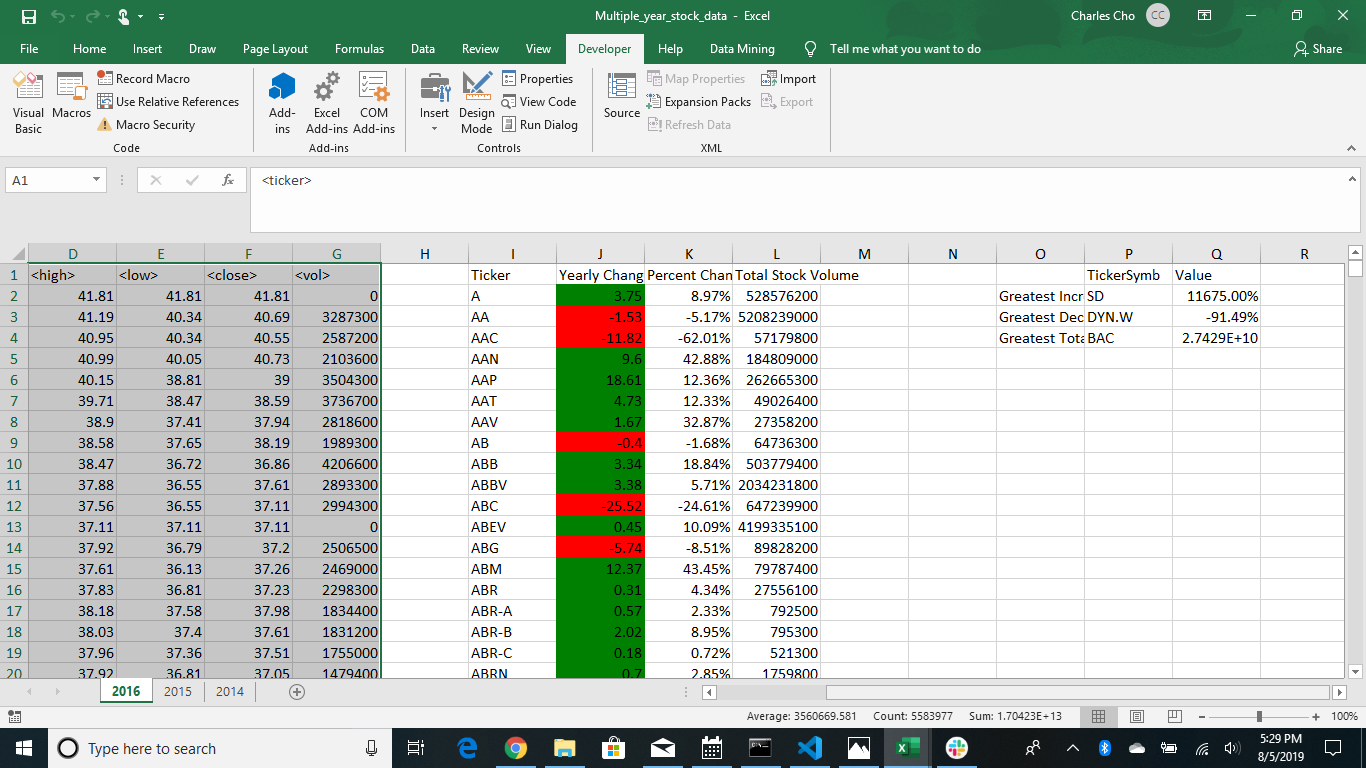 Multiple_year_stock_data - Excel Charles Cho CC
File Home Insert Draw Page Layout Formulas Data Review View Developer Help Data Mining Tell me what you want to do Share
Record Macro Properties Map Properties Import
Use Relative References View Code Expansion Packs Export
Macro Security Run Dialog Refresh Data
Visual Basic Macros Add-ins Excel Add-ins COM Add-ins Insert Design Mode Source
Code Add-ins Controls XML
A1 fx <ticker>
D E F G H I J K L M N O P Q R
1 <high> <low> <close> <vol> Ticker Yearly Chang Percent Chan Total Stock Volume TickerSymb Value
2 41.81 41.81 41.81 0 A 3.75 8.97% 528576200 Greatest Incr SD 11675.00%
3 41.19 40.34 40.69 3287300 AA -1.53 -5.17% 5208239000 Greatest Dec DYN.W -91.49%
4 40.95 40.34 40.55 2587200 AAC -11.82 -62.01% 57179800 Greatest Tota BAC 2.7429E+10
5 40.99 40.05 40.73 2103600 AAN 9.6 42.88% 184809000
6 40.15 38.81 39 3504300 AAP 18.61 12.36% 262665300
7 39.71 38.47 38.59 3736700 AAT 4.73 12.33% 49026400
8 38.9 37.41 37.94 2818600 AAV 1.67 32.87% 27358200
9 38.58 37.65 38.19 1989300 AB -0.4 -1.68% 64736300
10 38.47 36.72 36.86 4206600 ABB 3.34 18.84% 503779400
11 37.88 36.55 37.61 2893300 ABBV 3.38 5.71% 2034231800
12 37.56 36.55 37.11 2994300 ABC -25.52 -24.61% 647239900
13 37.11 37.11 37.11 0 ABEV 0.45 10.09% 4199335100
14 37.92 36.79 37.2 2506500 ABG -5.74 -8.51% 89828200
15 37.61 36.13 37.26 2469000 ABM 12.37 43.45% 79787400
16 37.83 36.81 37.23 2298300 ABR 0.31 4.34% 27556100
17 38.18 37.58 37.98 1834400 ABR-A 0.57 2.33% 792500
18 38.03 37.4 37.61 1831200 ABR-B 2.02 8.95% 795300
19 37.96 37.36 37.51 1755000 ABR-C 0.18 0.72% 521300
20 37.92 36.81 37.05 1479400 ABRN 0.7 2.85% 1759800
2016 2015 2014
Average: 3560669.581 Count: 5583977 Sum: 1.70423E+13 100%
Type here to search 5:29 PM
8/5/2019